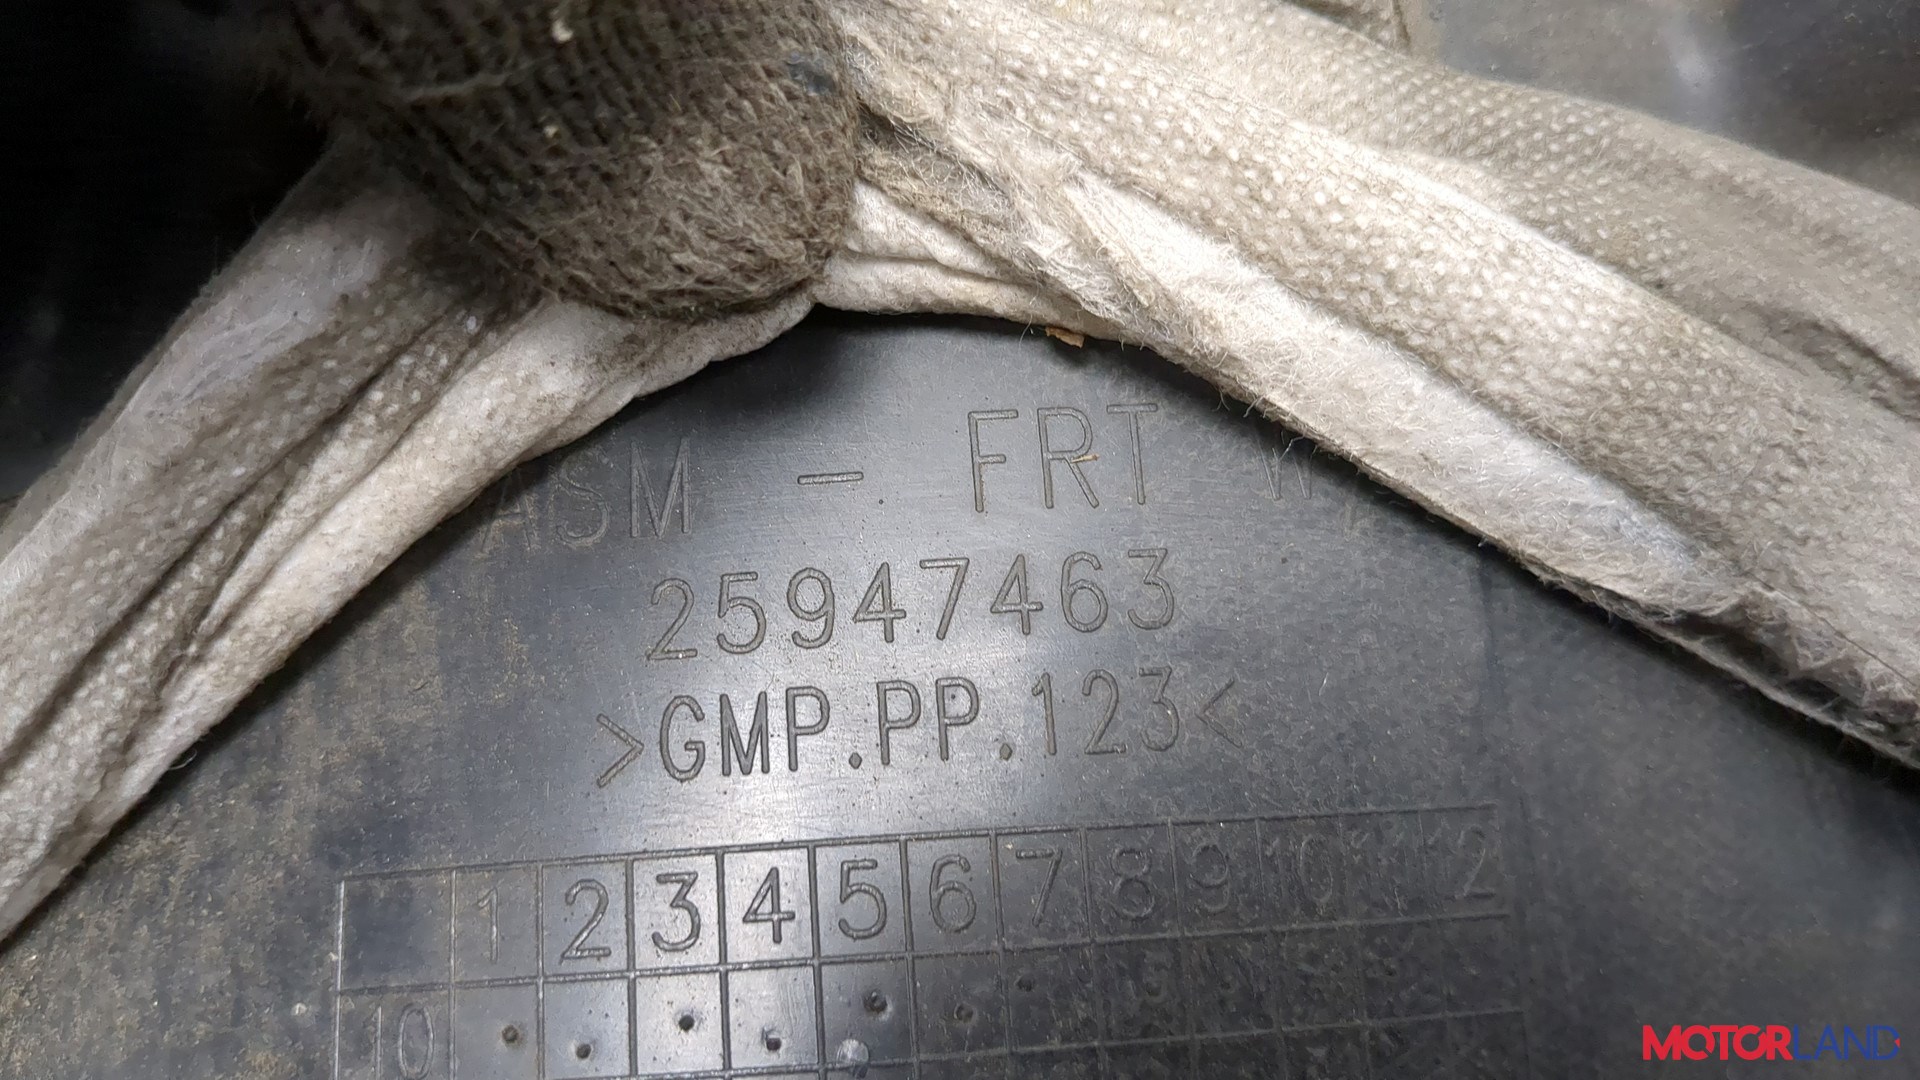 ASM - FRT
25947463
>GMP.PP.123<
1 2 3 4 5 6 7 8 9 10 11 12
10
MOTORLAND